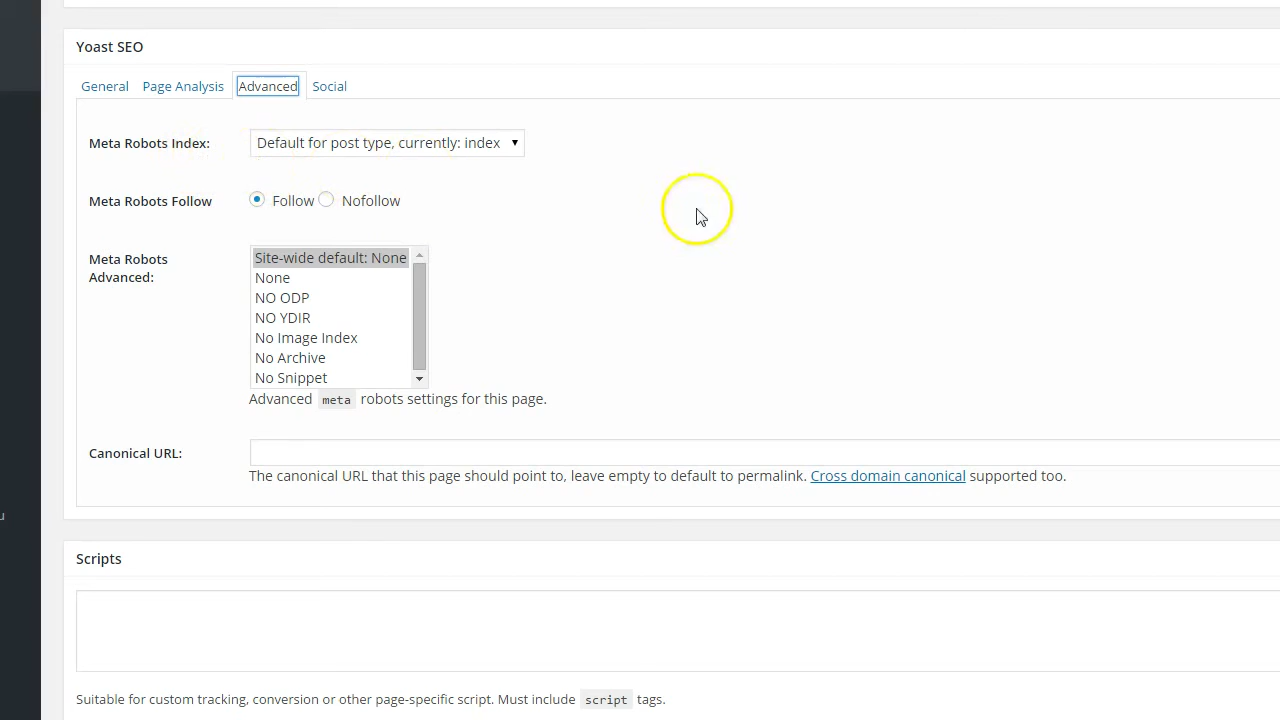 Yoast SEO
General Page Analysis Advanced Social
Meta Robots Index: Default for post type, currently: index
Meta Robots Follow Follow Nofollow
Meta Robots
Advanced:
Site-wide default: None
None
NO ODP
NO YDIR
No Image Index
No Archive
No Snippet
Advanced meta robots settings for this page.
Canonical URL:
The canonical URL that this page should point to, leave empty to default to permalink. Cross domain canonical supported too.
u
Scripts
Suitable for custom tracking, conversion or other page-specific script. Must include script tags.